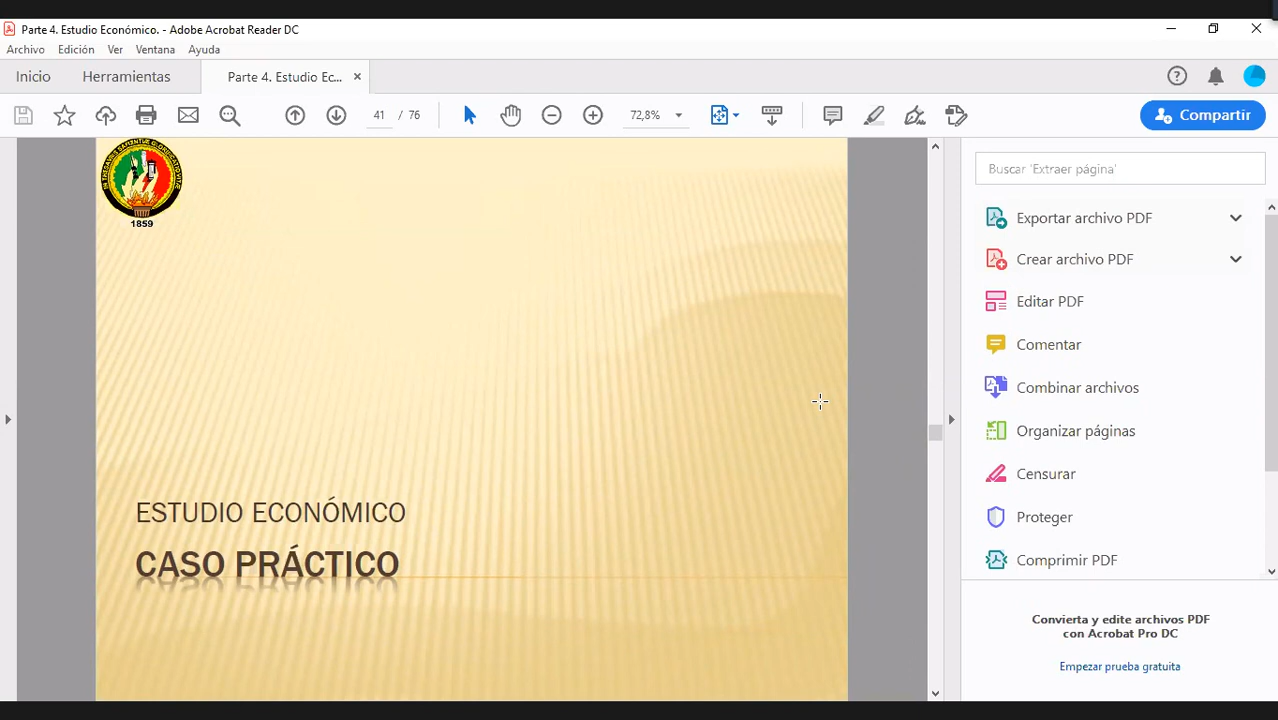 Parte 4. Estudio Económico. - Adobe Acrobat Reader DC
Archivo Edición Ver Ventana Ayuda
Inicio Herramientas Parte 4. Estudio Ec... ×
41 / 76 72,8% Compartir
1859
ESTUDIO ECONÓMICO
CASO PRÁCTICO
Buscar 'Extraer página'
Exportar archivo PDF
Crear archivo PDF
Editar PDF
Comentar
Combinar archivos
Organizar páginas
Censurar
Proteger
Comprimir PDF
Convierta y edite archivos PDF
con Acrobat Pro DC
Empezar prueba gratuita